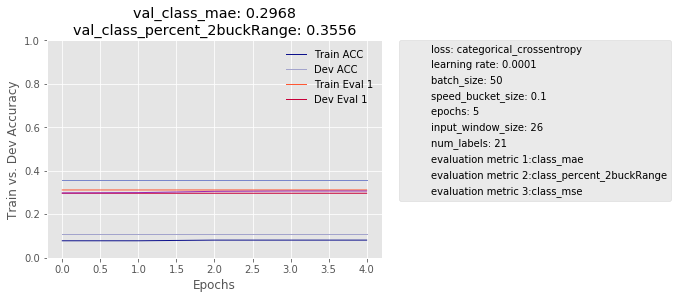 val_class_mae: 0.2968
val_class_percent_2buckRange: 0.3556
Train vs. Dev Accuracy
1.0
0.8
0.6
0.4
0.2
0.0
Train ACC
Dev ACC
Train Eval 1
Dev Eval 1
0.0 0.5 1.0 1.5 2.0 2.5 3.0 3.5 4.0
Epochs
loss: categorical_crossentropy
learning rate: 0.0001
batch_size: 50
speed_bucket_size: 0.1
epochs: 5
input_window_size: 26
num_labels: 21
evaluation metric 1:class_mae
evaluation metric 2:class_percent_2buckRange
evaluation metric 3:class_mse